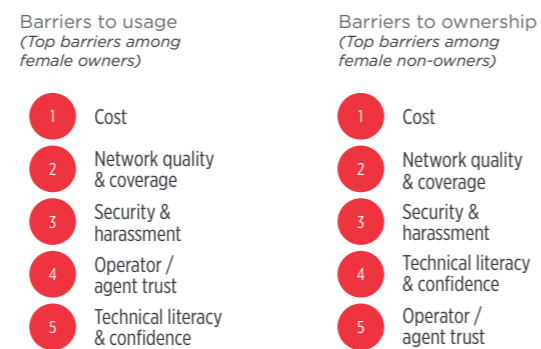 Barriers to usage
(Top barriers among
female owners)
1 Cost
2 Network quality
& coverage
3 Security &
harassment
4 Operator /
agent trust
5 Technical literacy
& confidence
Barriers to ownership
(Top barriers among
female non-owners)
1 Cost
2 Network quality
& coverage
3 Security &
harassment
4 Technical literacy
& confidence
5 Operator /
agent trust